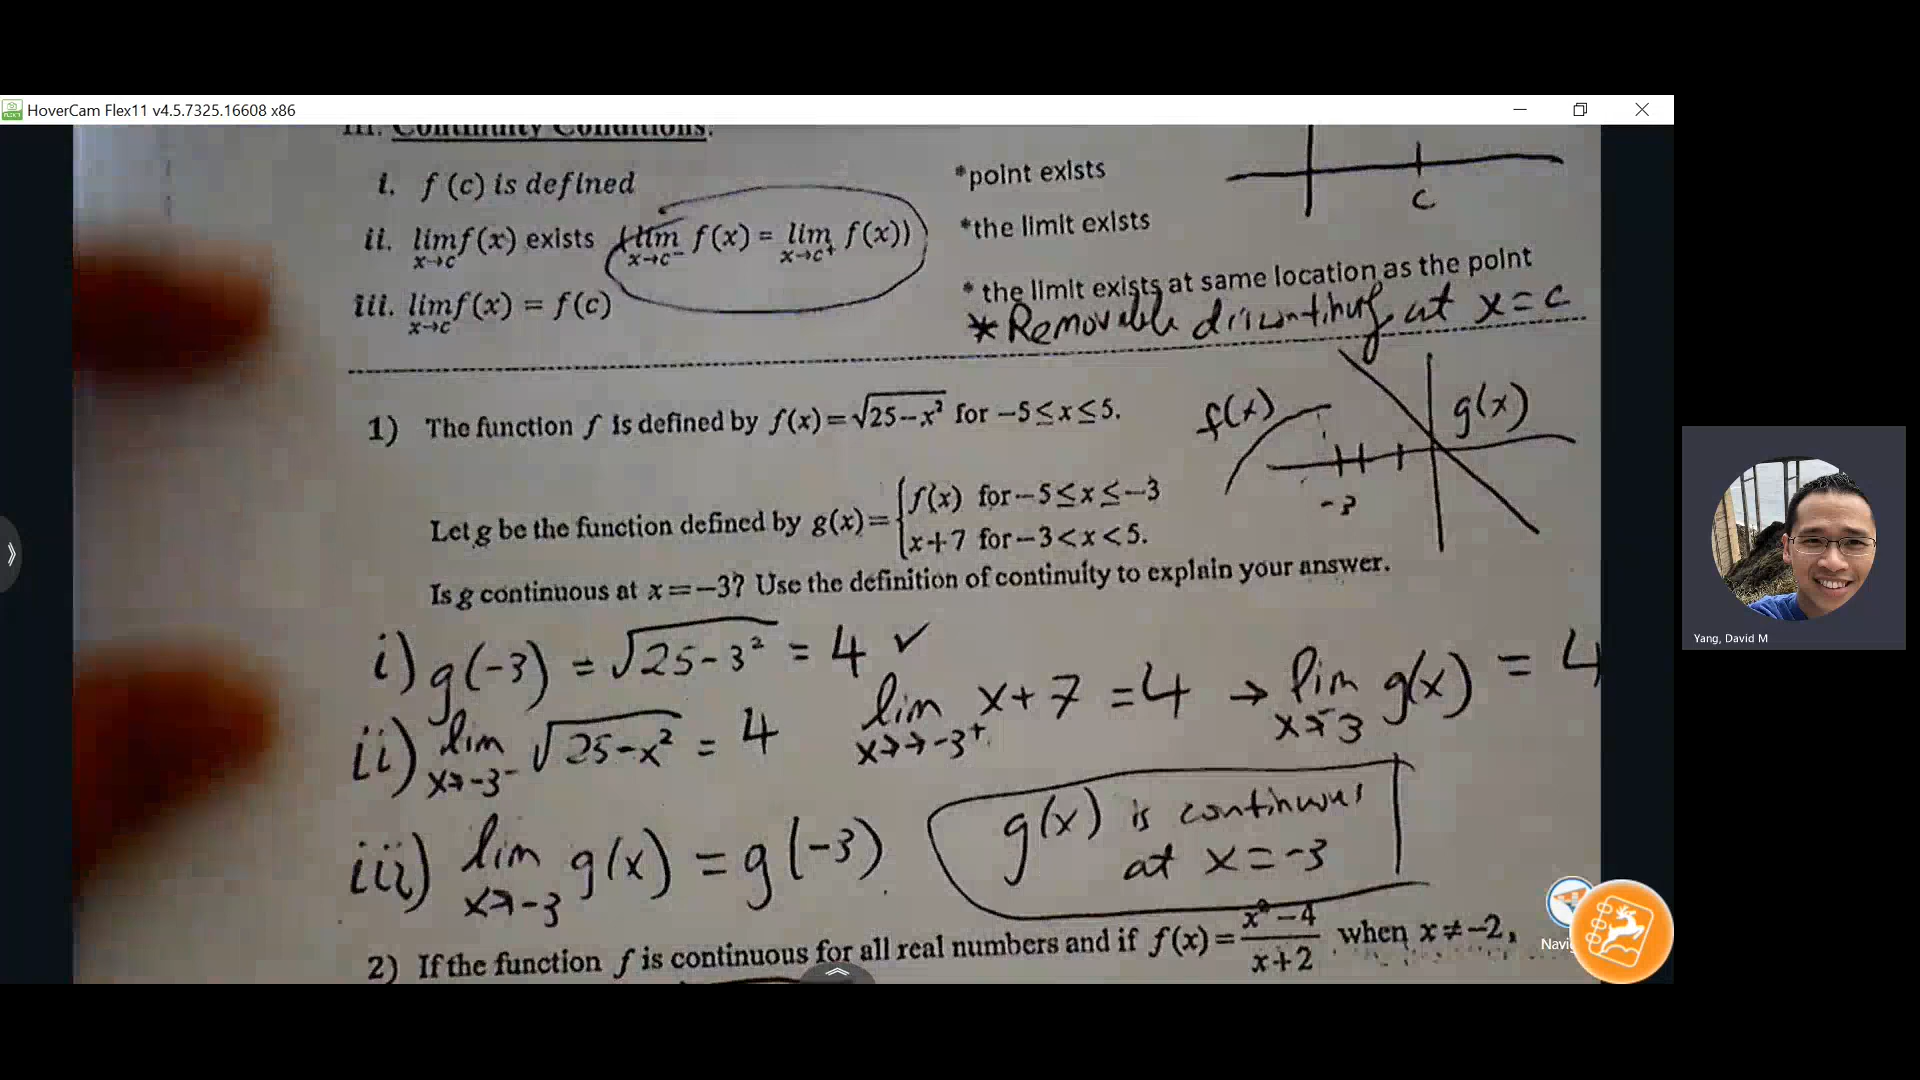 HoverCam Flex11 v4.5.7325.16608 x86
III. Continuity Conditions:
i. f (c) is defined *point exists
ii. lim x→c f(x) exists (lim x→c⁻ f(x) = lim x→c⁺ f(x)) *the limit exists
iii. lim x→c f(x) = f(c) * the limit exists at same location as the point
*Removable discontinuity at x = c
c
1) The function f is defined by f(x)=√25−x² for −5≤x≤5.
f(x) g(x)
-3
Let g be the function defined by g(x)={f(x) for −5≤x≤−3
x+7 for −3<x<5.
Is g continuous at x=−3? Use the definition of continuity to explain your answer.
i) g(-3) = √25-3² = 4 ✓
ii) lim x→-3⁻ √25-x² = 4 lim x→→-3⁺ x+7 = 4 → lim x→-3 g(x) = 4
iii) lim x→-3 g(x) = g(-3) g(x) is continuous
at x = -3
2) If the function f is continuous for all real numbers and if f(x)=x²−4/x+2 when x≠−2,
Yang, David M